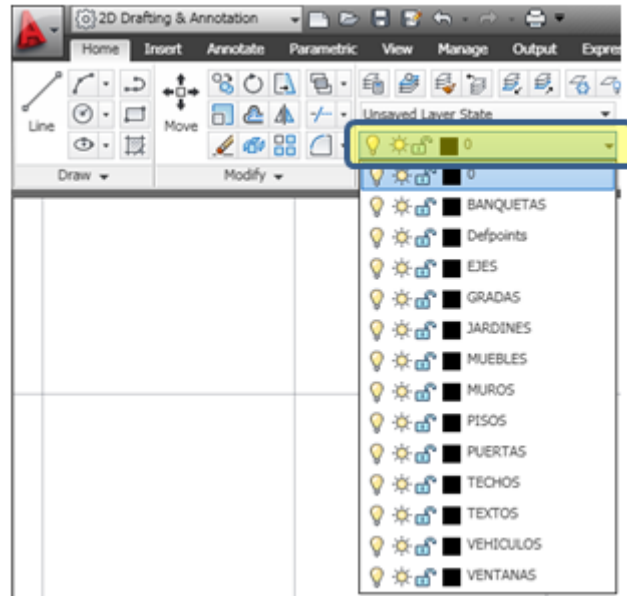 2D Drafting & Annotation
Home Insert Annotate Parametric View Manage Output Expre
Line
Move
Unsaved Layer State
0
Draw Modify
0
BANQUETAS
Defpoints
EJES
GRADAS
JARDINES
MUEBLES
MUROS
PISOS
PUERTAS
TECHOS
TEXTOS
VEHICULOS
VENTANAS